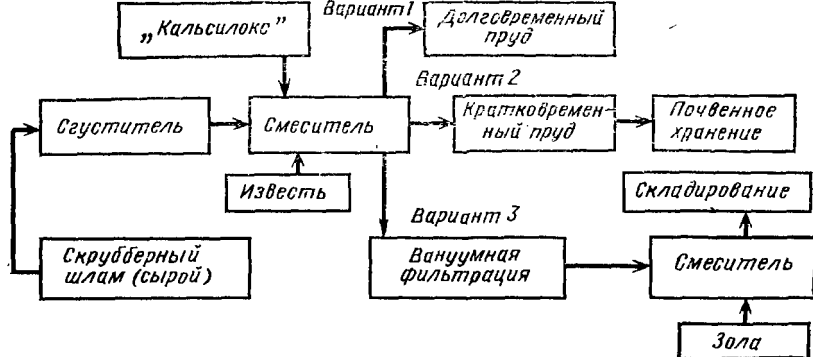 Вариант 1
„Кальсилокс”
Долговременный
пруд
Вариант 2
Сгуститель
Смеситель
Кратковремен-
ный пруд
Почвенное
хранение
Известь
Складирование
Вариант 3
Скрубберный
шлам (сырой)
Вануумная
фильтрация
Смеситель
Зола